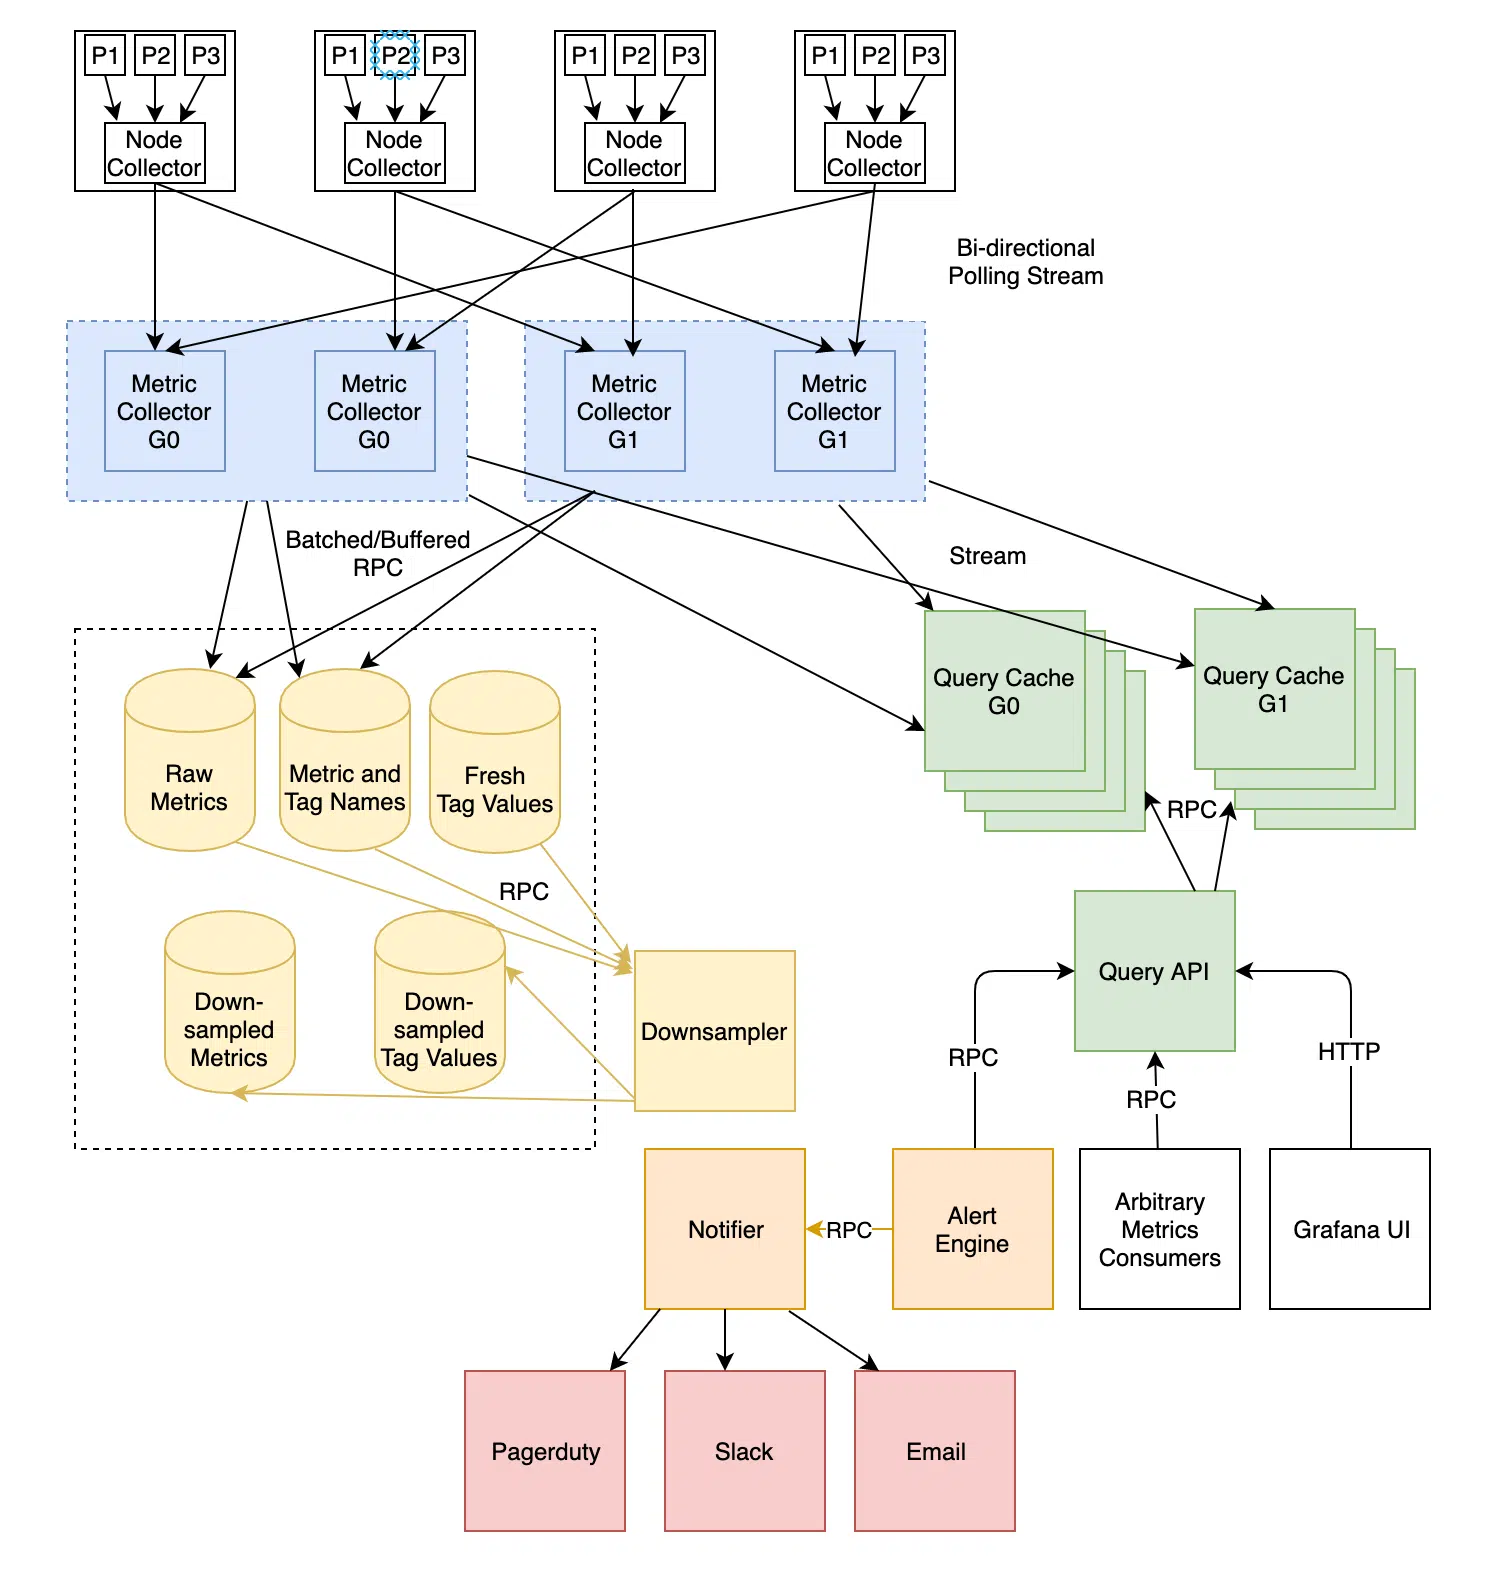 P1 P2 P3
Node
Collector
P1 P2 P3
Node
Collector
P1 P2 P3
Node
Collector
P1 P2 P3
Node
Collector
Bi-directional
Polling Stream
Metric
Collector
G0
Metric
Collector
G0
Metric
Collector
G1
Metric
Collector
G1
Batched/Buffered
RPC
Stream
Query Cache
G0
Query Cache
G1
Raw
Metrics
Metric and
Tag Names
Fresh
Tag Values
RPC
RPC
Down-
sampled
Metrics
Down-
sampled
Tag Values
Downsampler
Query API
RPC
RPC
HTTP
Notifier
RPC
Alert
Engine
Arbitrary
Metrics
Consumers
Grafana UI
Pagerduty
Slack
Email